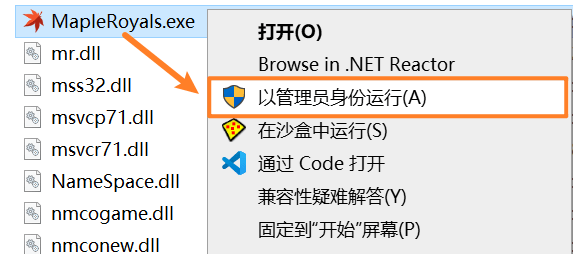 MapleRoyals.exe
mr.dll
mss32.dll
msvcp71.dll
msvcr71.dll
NameSpace.dll
nmcogame.dll
nmconew.dll
打开(O)
Browse in .NET Reactor
以管理员身份运行(A)
在沙盒中运行(S)
通过 Code 打开
兼容性疑难解答(Y)
固定到“开始”屏幕(P)